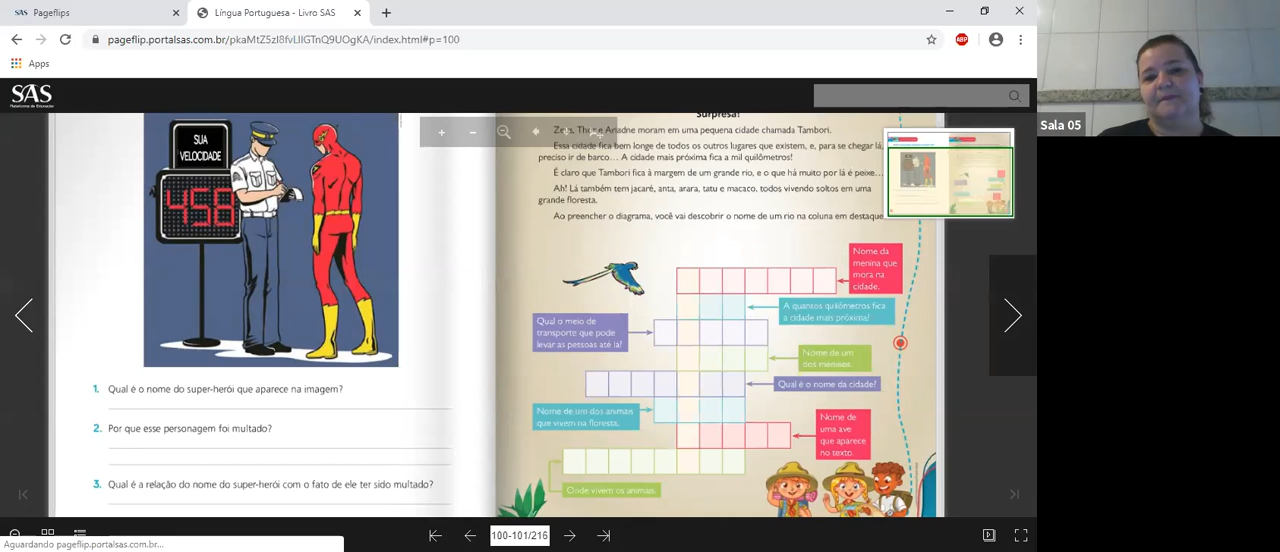 Pageflips
Língua Portuguesa - Livro SAS
pageflip.portalsas.com.br/pkaMtZ5zI8fvLIIGTnQ9UOgKA/index.html#p=100
ABP
Apps
SAS
Plataforma de Educação
Sala 05
SUA
VELOCIDADE
456
1. Qual é o nome do super-herói que aparece na imagem?
2. Por que esse personagem foi multado?
3. Qual é a relação do nome do super-herói com o fato de ele ter sido multado?
Surpresa!
Zeus, Thor e Ariadne moram em uma pequena cidade chamada Tambori.
Essa cidade fica bem longe de todos os outros lugares que existem, e, para se chegar lá,
preciso ir de barco... A cidade mais próxima fica a mil quilômetros!
É claro que Tambori fica à margem de um grande rio, e o que há muito por lá é peixe...
Ah! Lá também tem jacaré, anta, arara, tatu e macaco, todos vivendo soltos em uma
grande floresta.
Ao preencher o diagrama, você vai descobrir o nome de um rio na coluna em destaque
Nome da
menina que
mora na
cidade.
A quantos quilômetros fica
a cidade mais próxima?
Qual o meio de
transporte que pode
levar as pessoas até lá?
Nome de um
dos meninos.
Qual é o nome da cidade?
Nome de um dos animais
que vivem na floresta.
Nome de
uma ave
que aparece
no texto.
Onde vivem os animais.
100-101/216
Aguardando pageflip.portalsas.com.br...